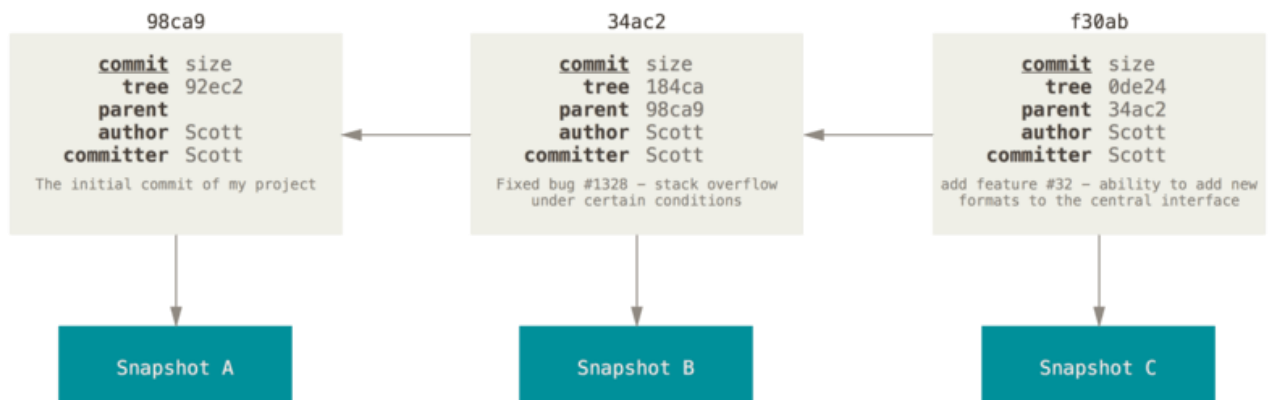 98ca9
commit size
tree 92ec2
parent
author Scott
committer Scott
The initial commit of my project
Snapshot A
34ac2
commit size
tree 184ca
parent 98ca9
author Scott
committer Scott
Fixed bug #1328 – stack overflow
under certain conditions
Snapshot B
f30ab
commit size
tree 0de24
parent 34ac2
author Scott
committer Scott
add feature #32 – ability to add new
formats to the central interface
Snapshot C